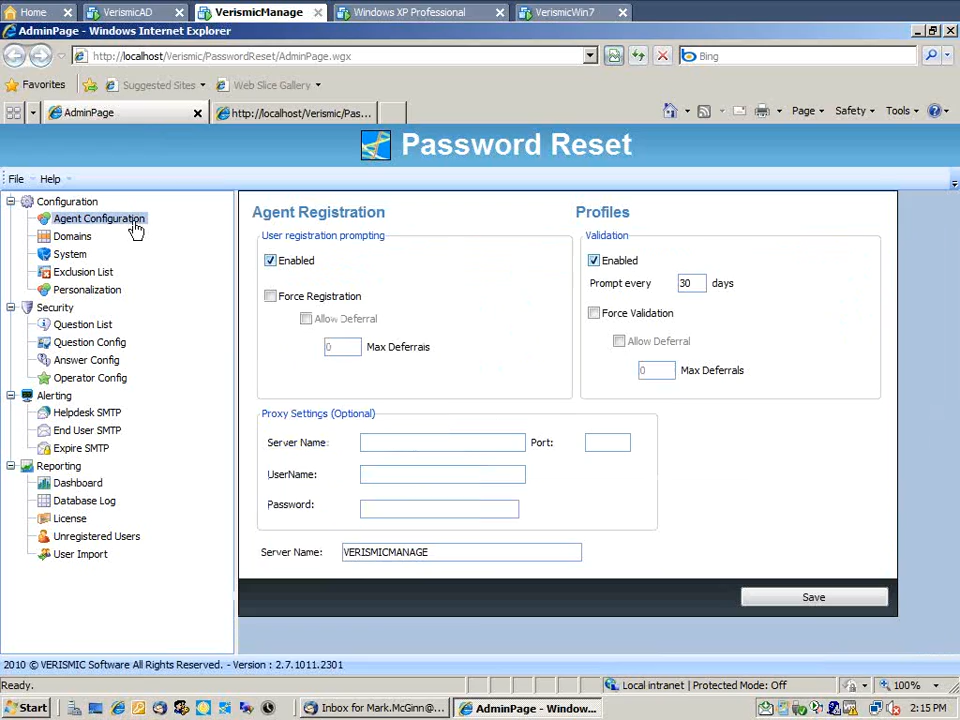 Home VerismicAD VerismicManage Windows XP Professional VerismicWin7
AdminPage - Windows Internet Explorer
http://localhost/Verismic/PasswordReset/AdminPage.wgx Bing
Favorites Suggested Sites Web Slice Gallery
AdminPage http://localhost/Verismic/Pas... Page Safety Tools
Password Reset
File Help
Configuration
Agent Configuration
Domains
System
Exclusion List
Personalization
Security
Question List
Question Config
Answer Config
Operator Config
Alerting
Helpdesk SMTP
End User SMTP
Expire SMTP
Reporting
Dashboard
Database Log
License
Unregistered Users
User Import
Agent Registration
User registration prompting
Enabled
Force Registration
Allow Deferral
0 Max Deferrals
Profiles
Validation
Enabled
Prompt every 30 days
Force Validation
Allow Deferral
0 Max Deferrals
Proxy Settings (Optional)
Server Name: Port:
UserName:
Password:
Server Name: VERISMICMANAGE
Save
2010 © VERISMIC Software All Rights Reserved. - Version : 2.7.1011.2301
Ready. Local intranet | Protected Mode: Off 100%
Start Inbox for Mark.McGinn@... AdminPage - Window... 2:15 PM